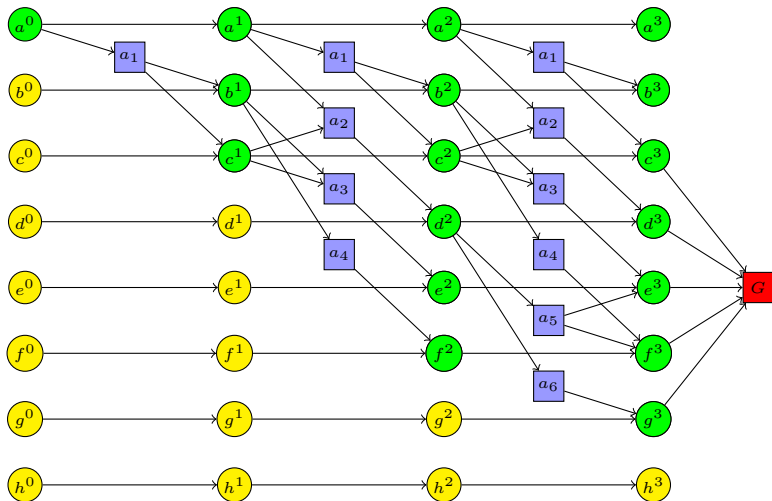 a⁰ a¹ a² a³
a₁ a₁ a₁
b⁰ b¹ b² b³
a₂ a₂
c⁰ c¹ c² c³
a₃ a₃
d⁰ d¹ d² d³
a₄ a₄
e⁰ e¹ e² e³ G
a₅
f⁰ f¹ f² f³
a₆
g⁰ g¹ g² g³
h⁰ h¹ h² h³